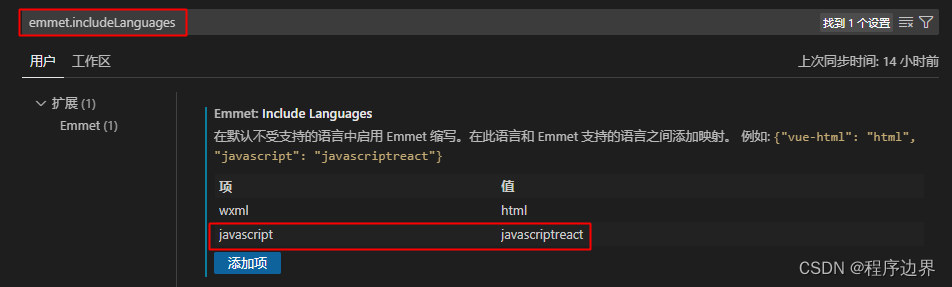 emmet.includeLanguages
找到 1 个设置
用户 工作区
上次同步时间: 14 小时前
扩展 (1)
Emmet (1)
Emmet: Include Languages
在默认不受支持的语言中启用 Emmet 缩写。在此语言和 Emmet 支持的语言之间添加映射。 例如: {"vue-html": "html",
"javascript": "javascriptreact"}
项 值
wxml html
javascript javascriptreact
添加项
CSDN @程序边界